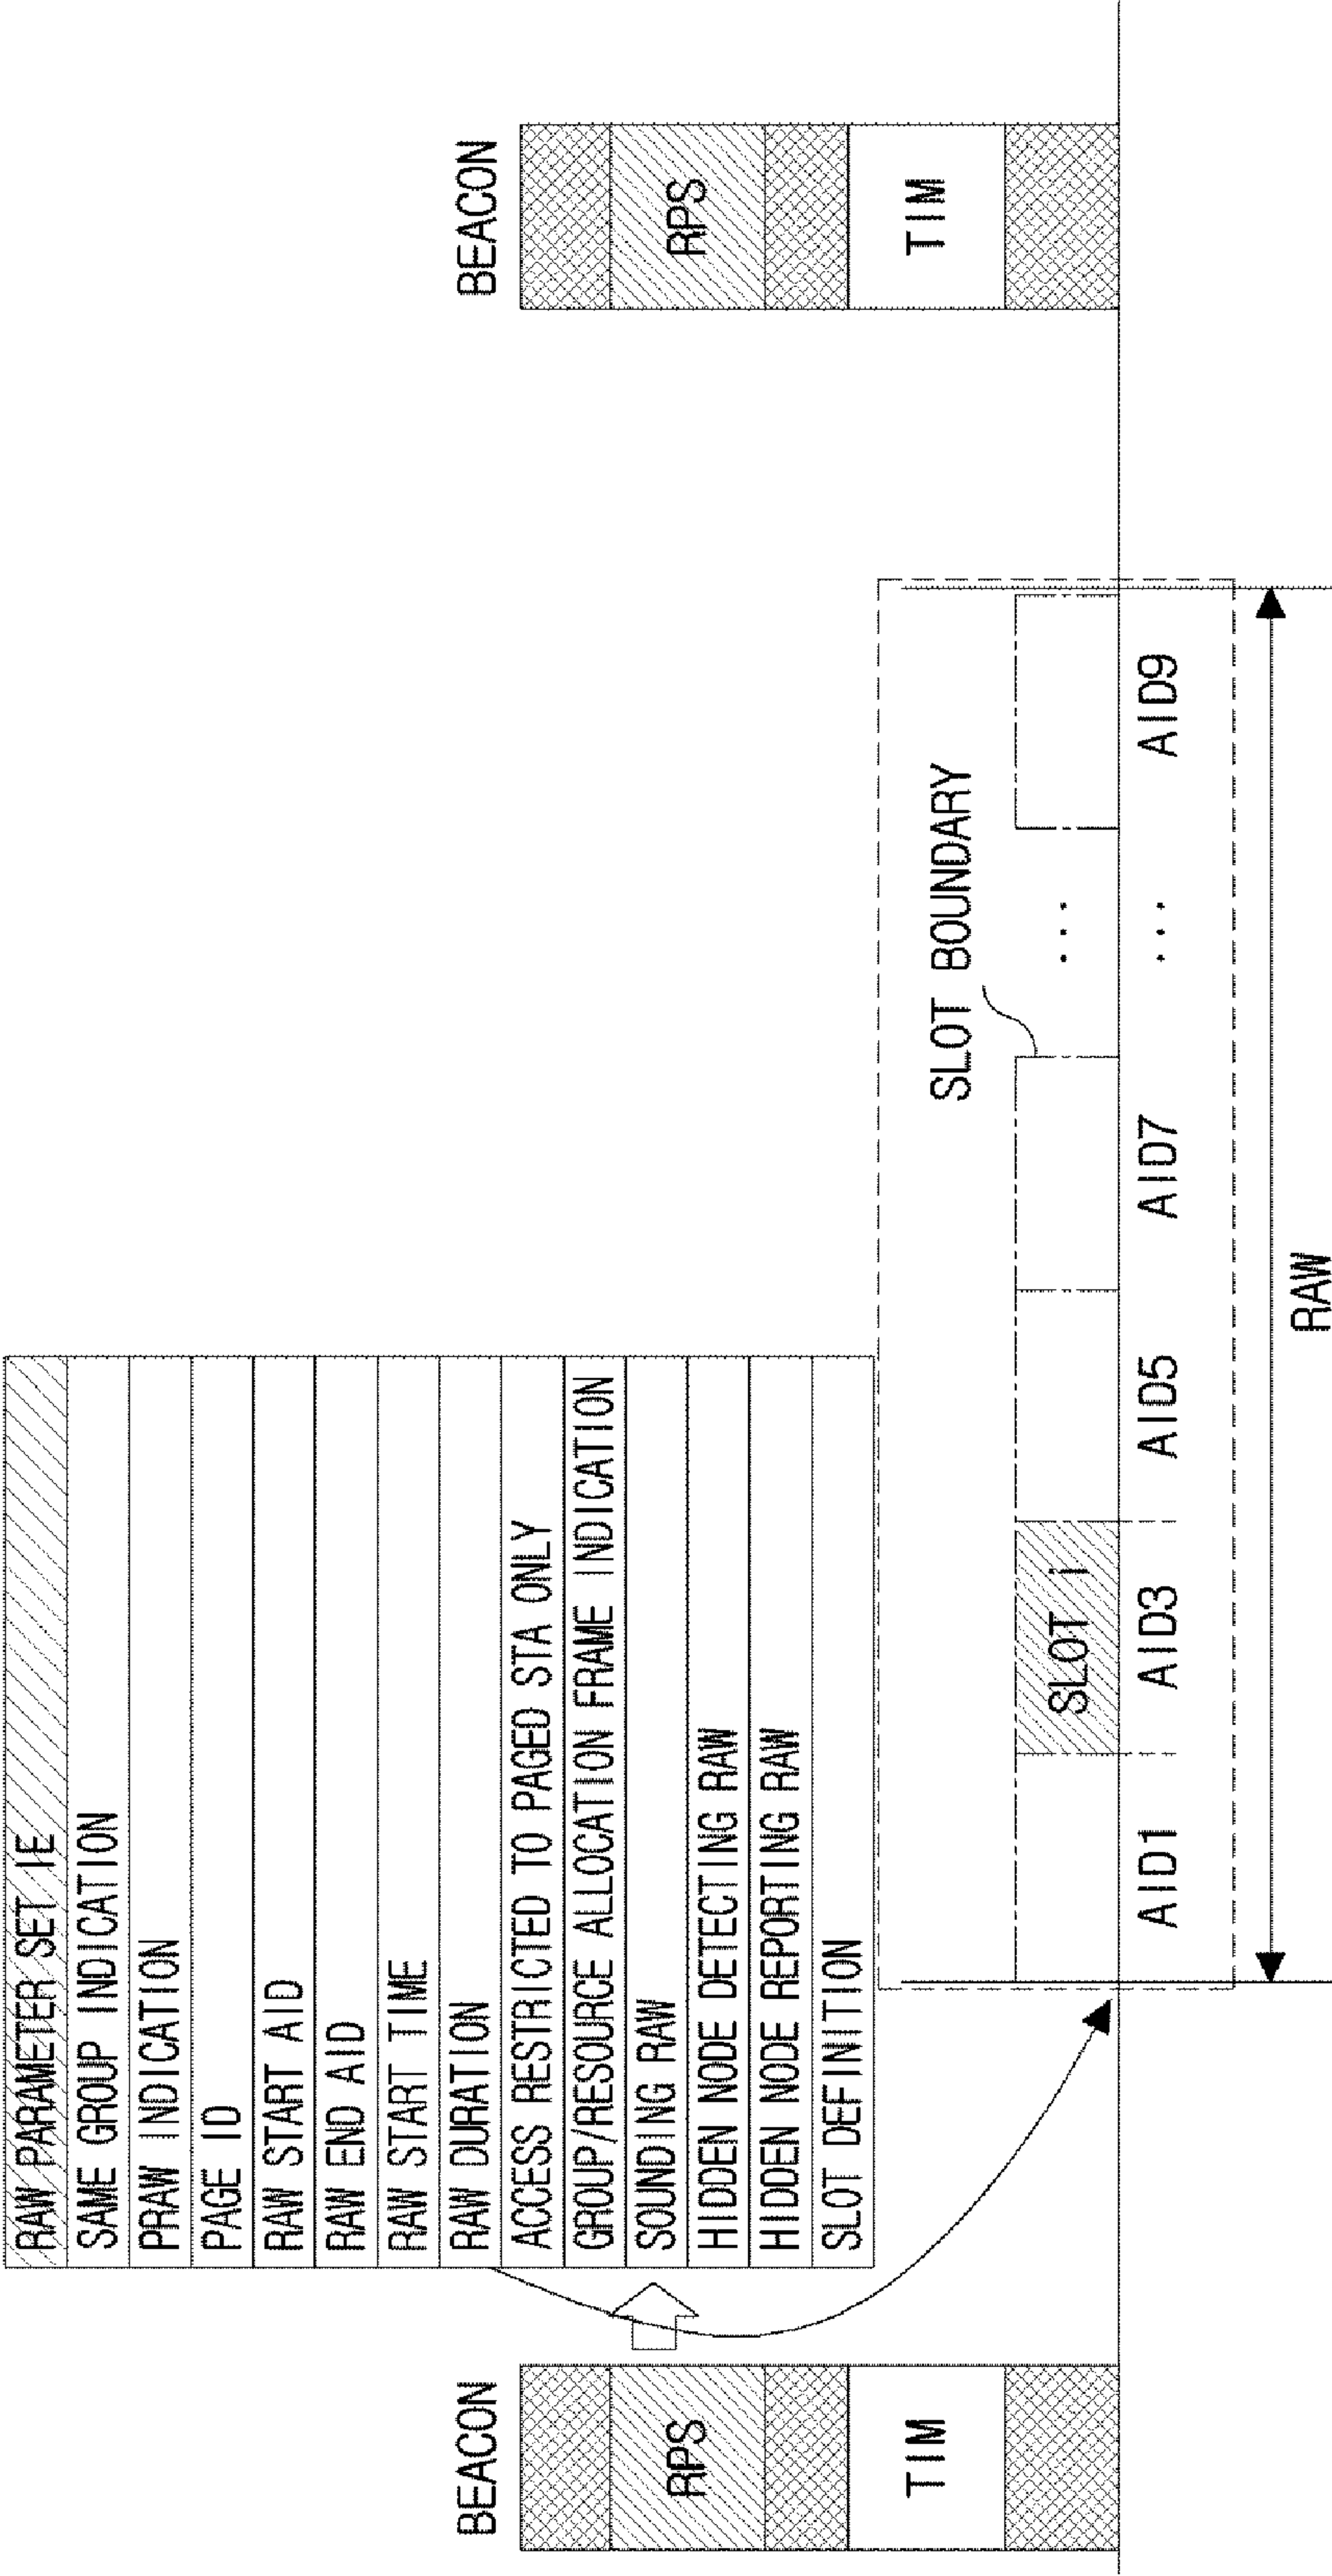 RAW PARAMETER SET IE
SAME GROUP INDICATION
PRAW INDICATION
PAGE ID
RAW START AID
RAW END AID
RAW START TIME
RAW DURATION
ACCESS RESTRICTED TO PAGED STA ONLY
GROUP/RESOURCE ALLOCATION FRAME INDICATION
SOUNDING RAW
HIDDEN NODE DETECTING RAW
HIDDEN NODE REPORTING RAW
SLOT DEFINITION
BEACON
RPS
TIM
BEACON
RPS
TIM
SLOT BOUNDARY
SLOT i
...
AID1
AID3
AID5
AID7
...
AID9
RAW